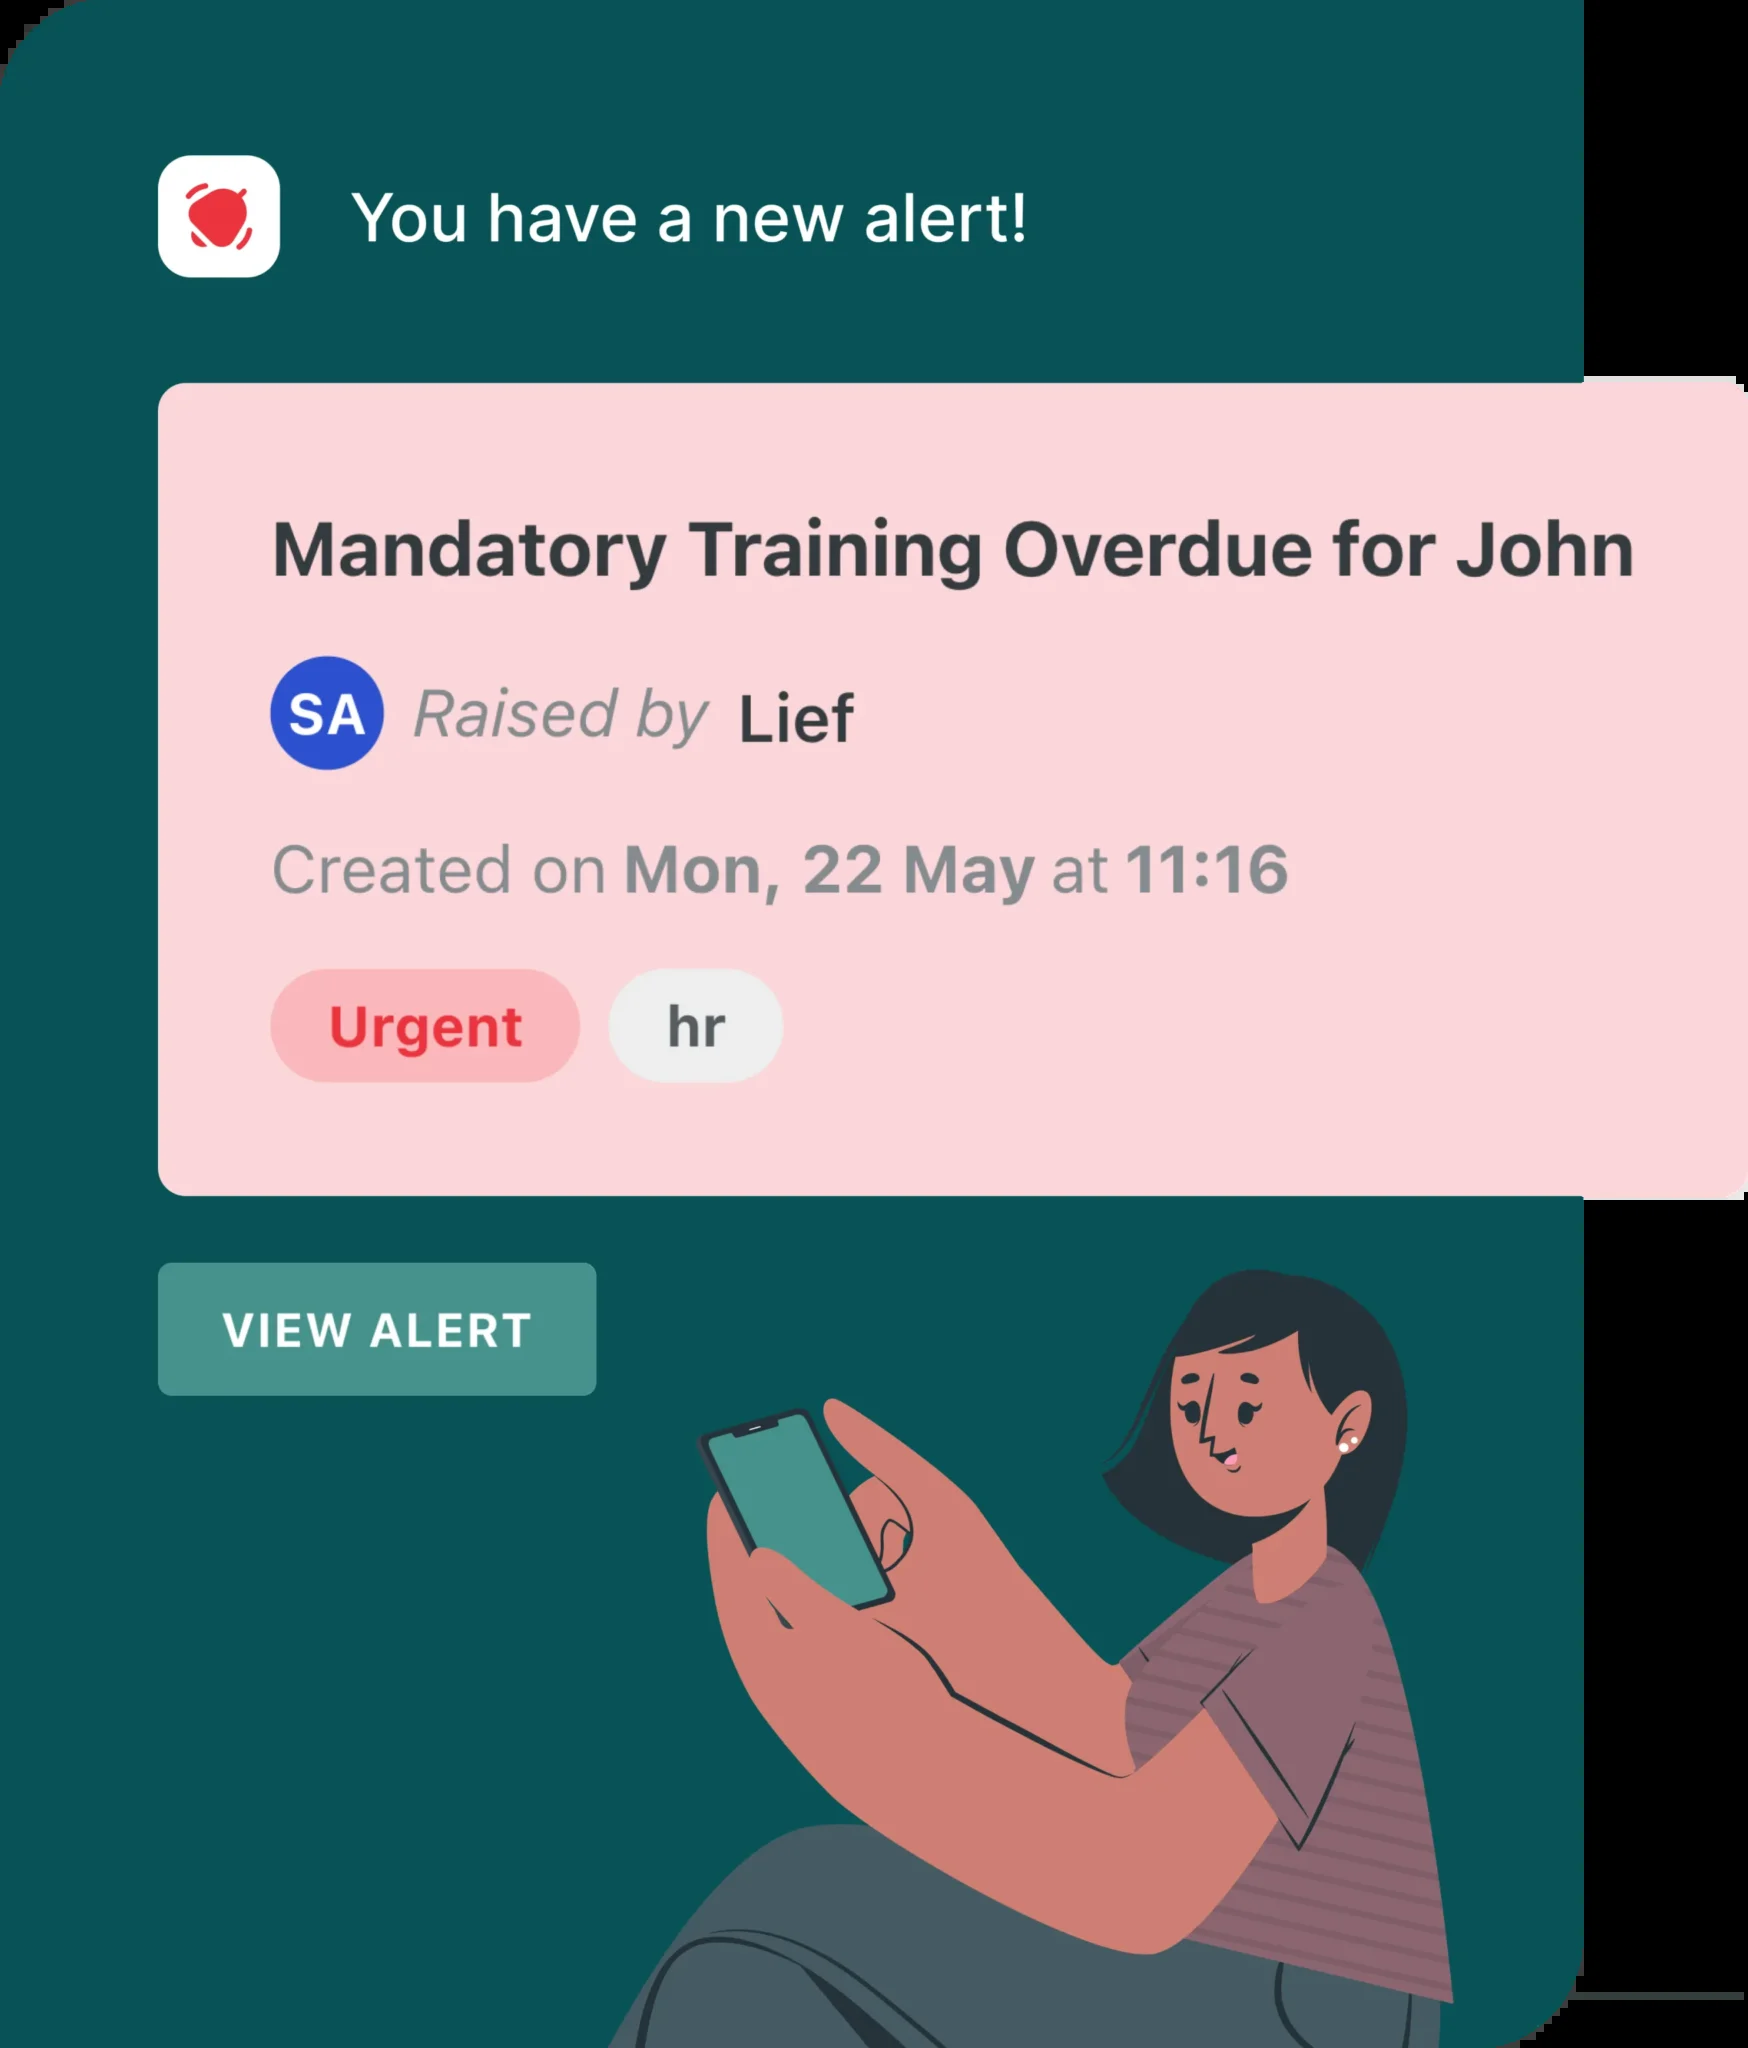 You have a new alert!
Mandatory Training Overdue for John
SA Raised by Lief
Created on Mon, 22 May at 11:16
Urgent hr
VIEW ALERT